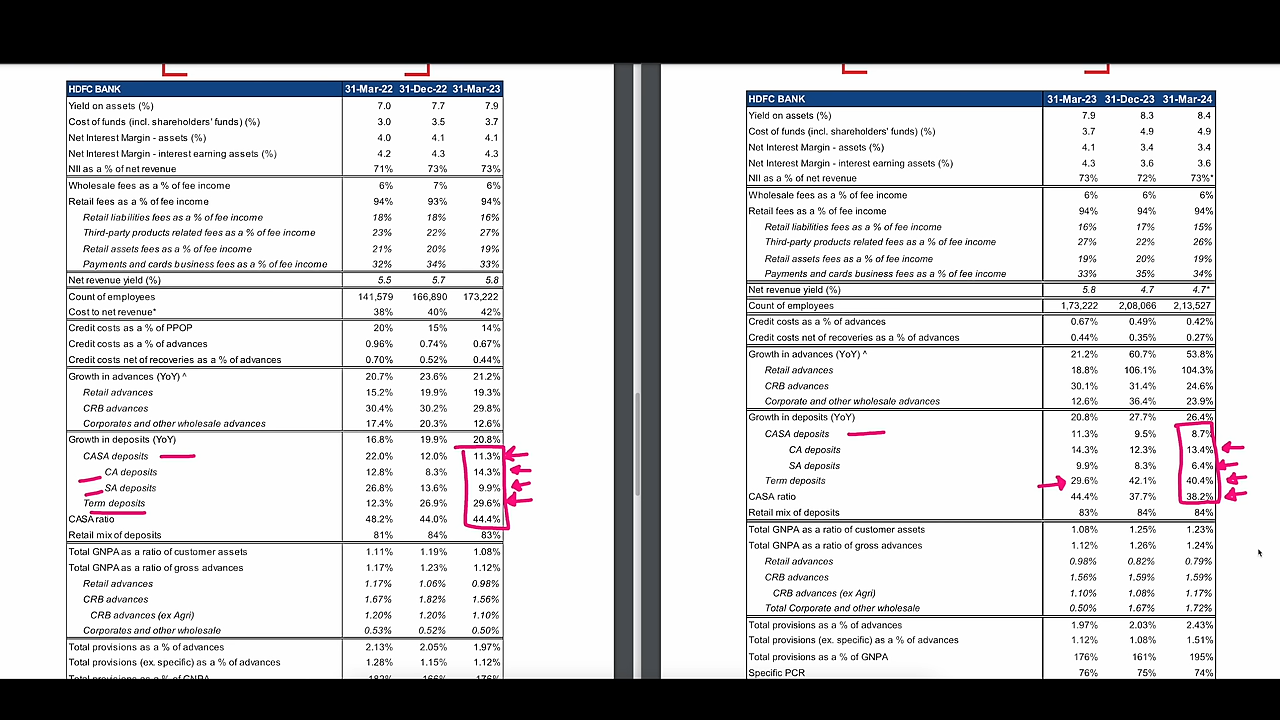 HDFC BANK 31-Mar-22 31-Dec-22 31-Mar-23
Yield on assets (%) 7.0 7.7 7.9
Cost of funds (incl. shareholders' funds) (%) 3.0 3.5 3.7
Net Interest Margin - assets (%) 4.0 4.1 4.1
Net Interest Margin - interest earning assets (%) 4.2 4.3 4.3
NII as a % of net revenue 71% 73% 73%
Wholesale fees as a % of fee income 6% 7% 6%
Retail fees as a % of fee income 94% 93% 94%
Retail liabilities fees as a % of fee income 18% 18% 16%
Third-party products related fees as a % of fee income 23% 22% 27%
Retail assets fees as a % of fee income 21% 20% 19%
Payments and cards business fees as a % of fee income 32% 34% 33%
Net revenue yield (%) 5.5 5.7 5.8
Count of employees 141,579 166,890 173,222
Cost to net revenue* 38% 40% 42%
Credit costs as a % of PPOP 20% 15% 14%
Credit costs as a % of advances 0.96% 0.74% 0.67%
Credit costs net of recoveries as a % of advances 0.70% 0.52% 0.44%
Growth in advances (YoY) ^ 20.7% 23.6% 21.2%
Retail advances 15.2% 19.9% 19.3%
CRB advances 30.4% 30.2% 29.8%
Corporates and other wholesale advances 17.4% 20.3% 12.6%
Growth in deposits (YoY) 16.8% 19.9% 20.8%
CASA deposits 22.0% 12.0% 11.3%
CA deposits 12.8% 8.3% 14.3%
SA deposits 26.8% 13.6% 9.9%
Term deposits 12.3% 26.9% 29.6%
CASA ratio 48.2% 44.0% 44.4%
Retail mix of deposits 81% 84% 83%
Total GNPA as a ratio of customer assets 1.11% 1.19% 1.08%
Total GNPA as a ratio of gross advances 1.17% 1.23% 1.12%
Retail advances 1.17% 1.06% 0.98%
CRB advances 1.67% 1.82% 1.56%
CRB advances (ex Agri) 1.20% 1.20% 1.10%
Corporates and other wholesale 0.53% 0.52% 0.50%
Total provisions as a % of advances 2.13% 2.05% 1.97%
Total provisions (ex. specific) as a % of advances 1.28% 1.15% 1.12%
Total provisions as a % of GNPA 182% 166% 176%
HDFC BANK 31-Mar-23 31-Dec-23 31-Mar-24
Yield on assets (%) 7.9 8.3 8.4
Cost of funds (incl. shareholders' funds) (%) 3.7 4.9 4.9
Net Interest Margin - assets (%) 4.1 3.4 3.4
Net Interest Margin - interest earning assets (%) 4.3 3.6 3.6
NII as a % of net revenue 73% 72% 73%*
Wholesale fees as a % of fee income 6% 6% 6%
Retail fees as a % of fee income 94% 94% 94%
Retail liabilities fees as a % of fee income 16% 17% 15%
Third-party products related fees as a % of fee income 27% 22% 26%
Retail assets fees as a % of fee income 19% 20% 19%
Payments and cards business fees as a % of fee income 33% 35% 34%
Net revenue yield (%) 5.8 4.7 4.7*
Count of employees 1,73,222 2,08,066 2,13,527
Credit costs as a % of advances 0.67% 0.49% 0.42%
Credit costs net of recoveries as a % of advances 0.44% 0.35% 0.27%
Growth in advances (YoY) ^ 21.2% 60.7% 53.8%
Retail advances 18.8% 106.1% 104.3%
CRB advances 30.1% 31.4% 24.6%
Corporate and other wholesale advances 12.6% 36.4% 23.9%
Growth in deposits (YoY) 20.8% 27.7% 26.4%
CASA deposits 11.3% 9.5% 8.7%
CA deposits 14.3% 12.3% 13.4%
SA deposits 9.9% 8.3% 6.4%
Term deposits 29.6% 42.1% 40.4%
CASA ratio 44.4% 37.7% 38.2%
Retail mix of deposits 83% 84% 84%
Total GNPA as a ratio of customer assets 1.08% 1.25% 1.23%
Total GNPA as a ratio of gross advances 1.12% 1.26% 1.24%
Retail advances 0.98% 0.82% 0.79%
CRB advances 1.56% 1.59% 1.59%
CRB advances (ex Agri) 1.10% 1.08% 1.17%
Total Corporate and other wholesale 0.50% 1.67% 1.72%
Total provisions as a % of advances 1.97% 2.03% 2.43%
Total provisions (ex. specific) as a % of advances 1.12% 1.08% 1.51%
Total provisions as a % of GNPA 176% 161% 195%
Specific PCR 76% 75% 74%